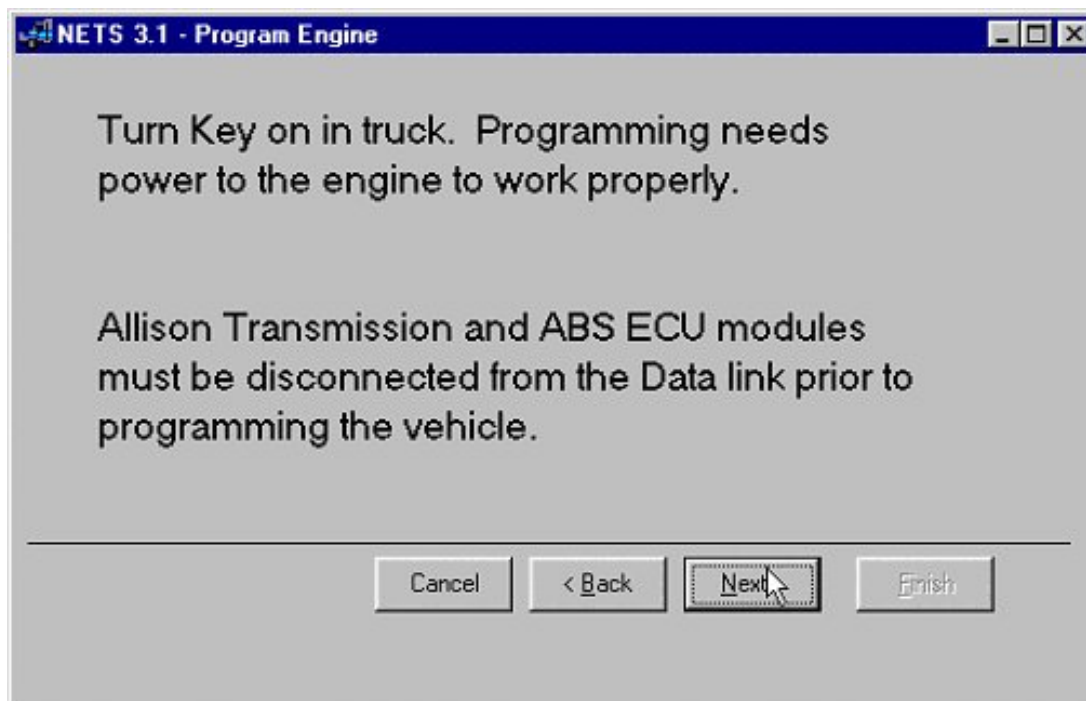 NETS 3.1 - Program Engine
Turn Key on in truck. Programming needs
power to the engine to work properly.
Allison Transmission and ABS ECU modules
must be disconnected from the Data link prior to
programming the vehicle.
Cancel
< Back
Next
Finish